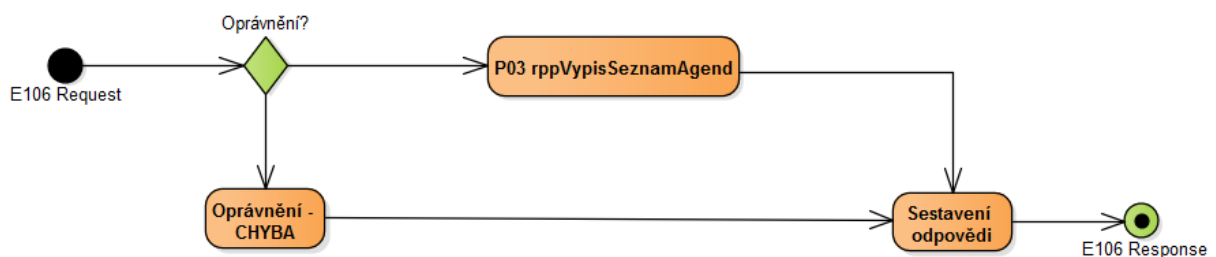 Oprávnění?
P03 rppVypisSeznamAgend
E106 Request
Oprávnění -
CHYBA
Sestavení
odpovědi
E106 Response